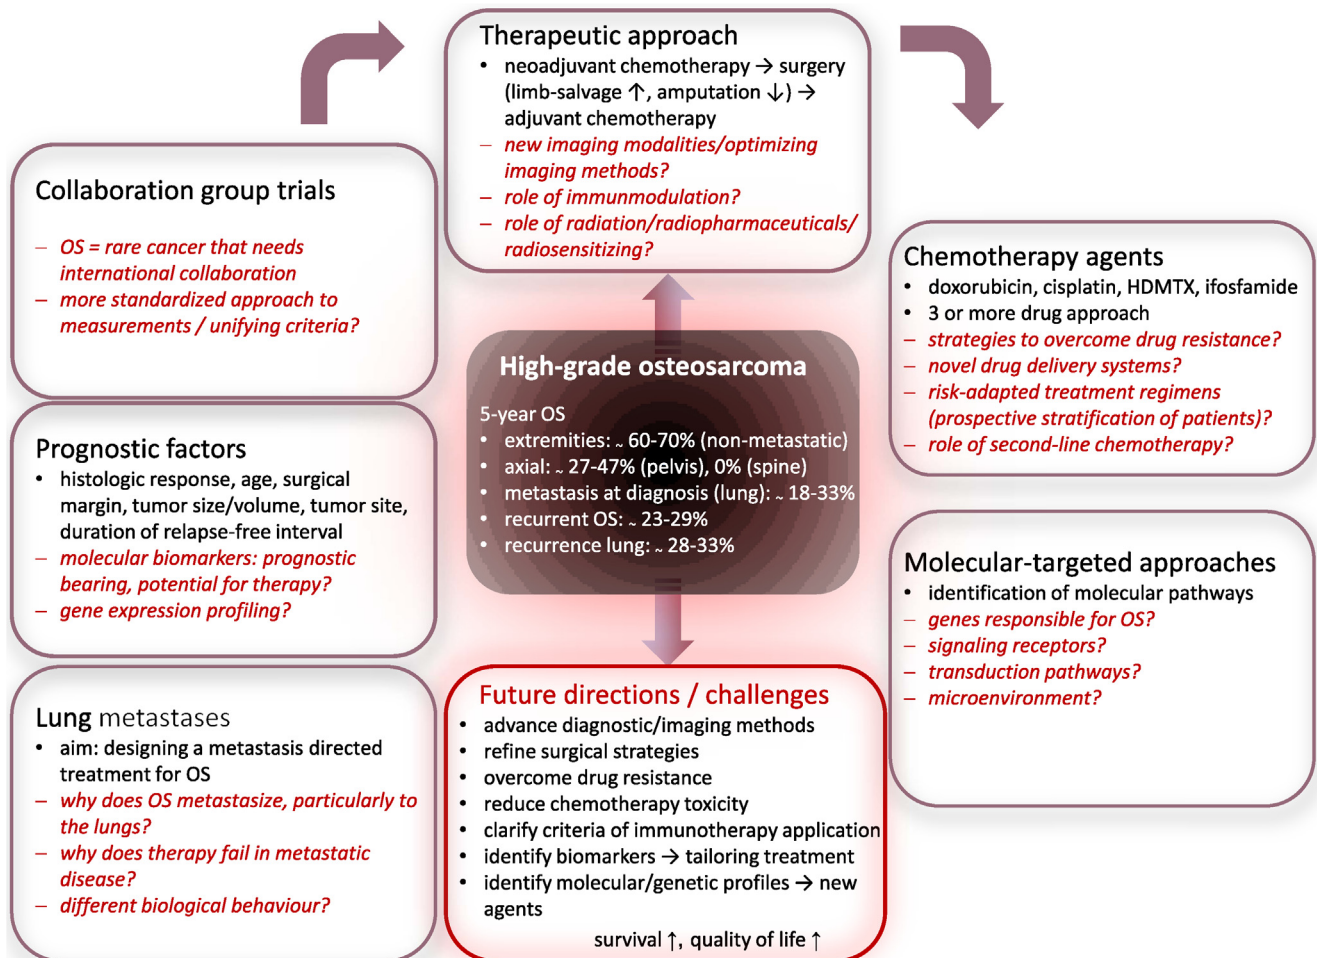 Therapeutic approach
• neoadjuvant chemotherapy → surgery
(limb-salvage ↑, amputation ↓) →
adjuvant chemotherapy
– new imaging modalities/optimizing
imaging methods?
– role of immunmodulation?
– role of radiation/radiopharmaceuticals/
radiosensitizing?
Collaboration group trials
– OS = rare cancer that needs
international collaboration
– more standardized approach to
measurements / unifying criteria?
Chemotherapy agents
• doxorubicin, cisplatin, HDMTX, ifosfamide
• 3 or more drug approach
– strategies to overcome drug resistance?
– novel drug delivery systems?
– risk-adapted treatment regimens
(prospective stratification of patients)?
– role of second-line chemotherapy?
High-grade osteosarcoma
5-year OS
• extremities: ~ 60-70% (non-metastatic)
• axial: ~ 27-47% (pelvis), 0% (spine)
• metastasis at diagnosis (lung): ~ 18-33%
• recurrent OS: ~ 23-29%
• recurrence lung: ~ 28-33%
Prognostic factors
• histologic response, age, surgical
margin, tumor size/volume, tumor site,
duration of relapse-free interval
– molecular biomarkers: prognostic
bearing, potential for therapy?
– gene expression profiling?
Molecular-targeted approaches
• identification of molecular pathways
– genes responsible for OS?
– signaling receptors?
– transduction pathways?
– microenvironment?
Lung metastases
• aim: designing a metastasis directed
treatment for OS
– why does OS metastasize, particularly to
the lungs?
– why does therapy fail in metastatic
disease?
– different biological behaviour?
Future directions / challenges
• advance diagnostic/imaging methods
• refine surgical strategies
• overcome drug resistance
• reduce chemotherapy toxicity
• clarify criteria of immunotherapy application
• identify biomarkers → tailoring treatment
• identify molecular/genetic profiles → new
agents
survival ↑, quality of life ↑